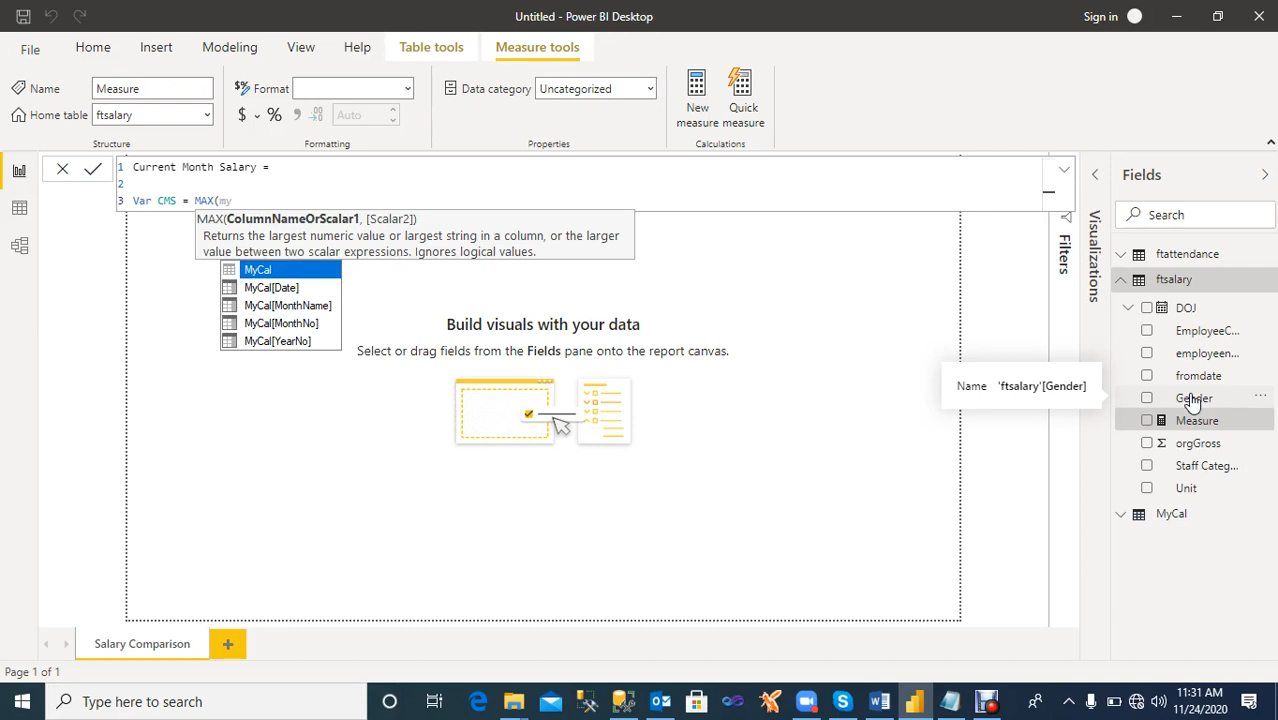 Untitled - Power BI Desktop
Sign in
File
Home
Insert
Modeling
View
Help
Table tools
Measure tools
Name
Measure
Home table
ftsalary
Structure
Format
$
%
Auto
Formatting
Data category
Uncategorized
Properties
New measure
Quick measure
Calculations
1 Current Month Salary =
2
3 Var CMS = MAX(my
MAX(ColumnNameOrScalar1, [Scalar2])
Returns the largest numeric value or largest string in a column, or the larger
value between two scalar expressions. Ignores logical values.
MyCal
MyCal[Date]
MyCal[MonthName]
MyCal[MonthNo]
MyCal[YearNo]
Build visuals with your data
Select or drag fields from the Fields pane onto the report canvas.
Filters
Visualizations
Fields
Search
ftattendance
ftsalary
DOJ
EmployeeC...
employeen...
fromdate
Gender
Measure
orgGross
Staff Categ...
Unit
MyCal
Name 'ftsalary'[Gender]
Salary Comparison
Page 1 of 1
Type here to search
11:31 AM
11/24/2020